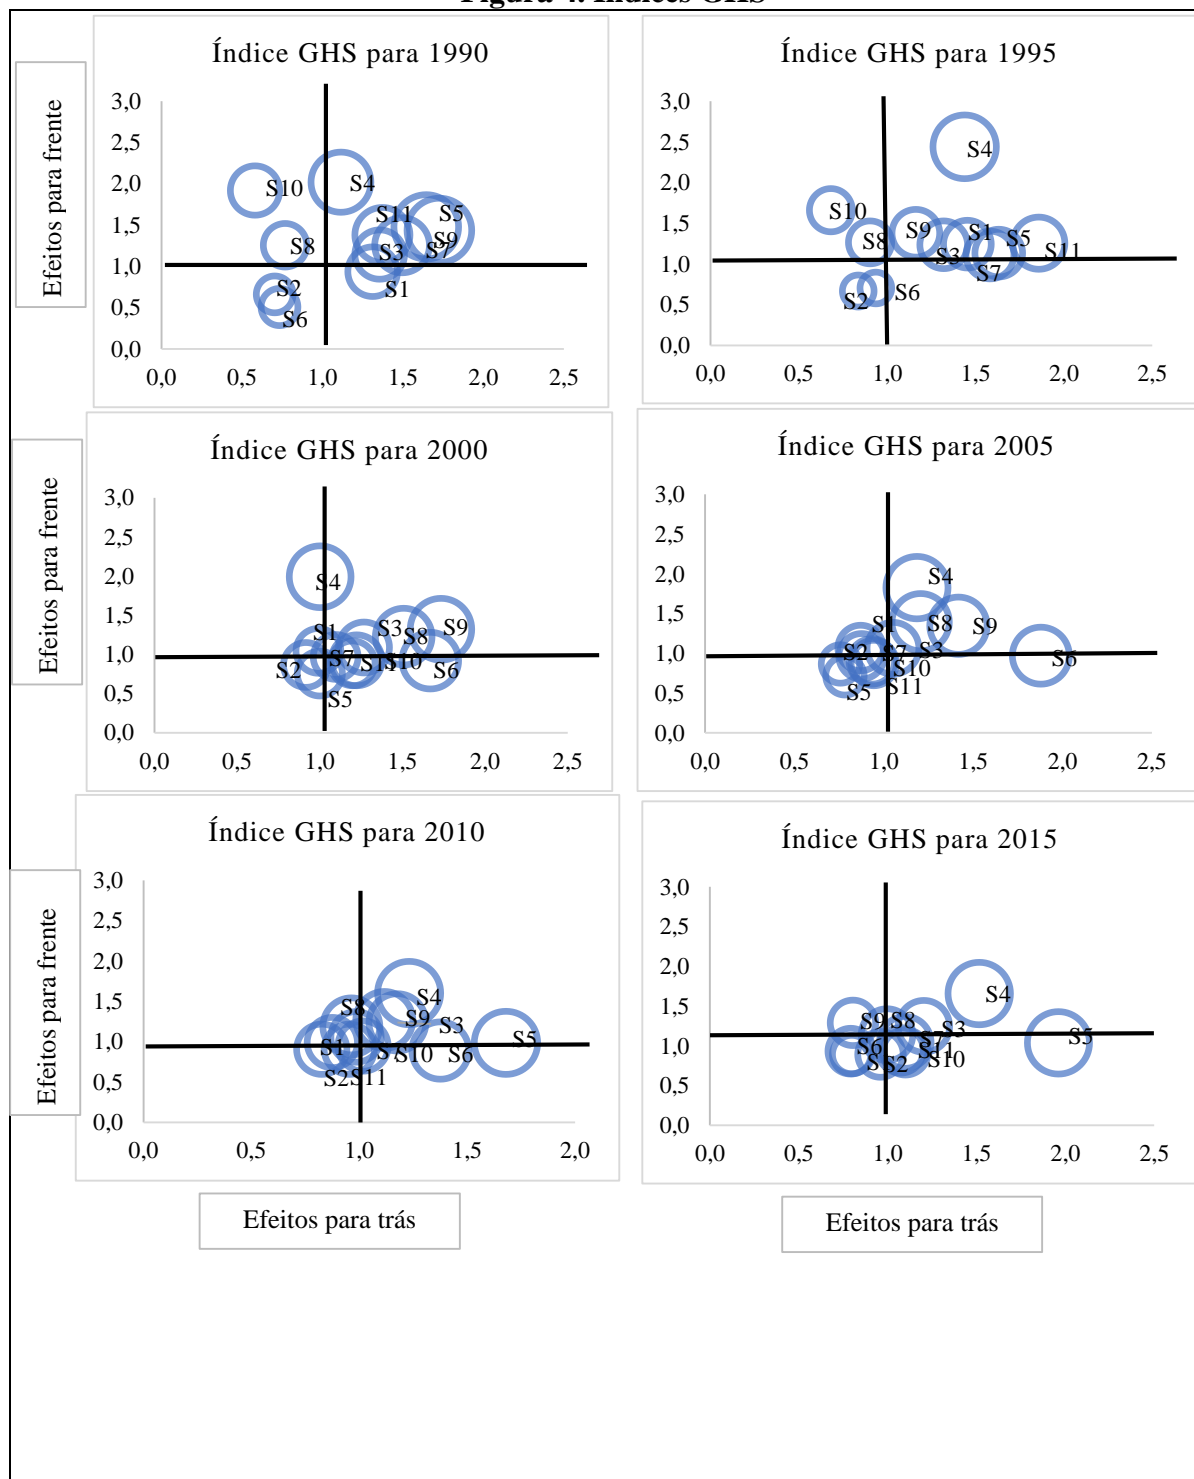 Figura 4. Índices GHS
Índice GHS para 1990
Efeitos para frente
3,0
2,5
2,0
1,5
1,0
0,5
0,0
0,0 0,5 1,0 1,5 2,0 2,5
S10
S4
S11
S5
S9
S8
S3
S7
S1
S2
S6
Índice GHS para 1995
3,0
2,5
2,0
1,5
1,0
0,5
0,0
0,0 0,5 1,0 1,5 2,0 2,5
S4
S10
S9
S1
S8
S5
S3
S11
S7
S2
S6
Índice GHS para 2000
Efeitos para frente
3,0
2,5
2,0
1,5
1,0
0,5
0,0
0,0 0,5 1,0 1,5 2,0 2,5
S4
S1
S3
S8
S9
S7
S2
S11
S10
S6
S5
Índice GHS para 2005
3,0
2,5
2,0
1,5
1,0
0,5
0,0
0,0 0,5 1,0 1,5 2,0 2,5
S4
S1
S8
S9
S2
S7
S3
S6
S10
S5
S11
Índice GHS para 2010
Efeitos para frente
3,0
2,5
2,0
1,5
1,0
0,5
0,0
0,0 0,5 1,0 1,5 2,0
S8
S4
S9
S3
S1
S5
S10
S6
S2
S11
Índice GHS para 2015
3,0
2,5
2,0
1,5
1,0
0,5
0,0
0,0 0,5 1,0 1,5 2,0 2,5
S4
S9
S8
S3
S7
S5
S6
S11
S2
S10
Efeitos para trás
Efeitos para trás